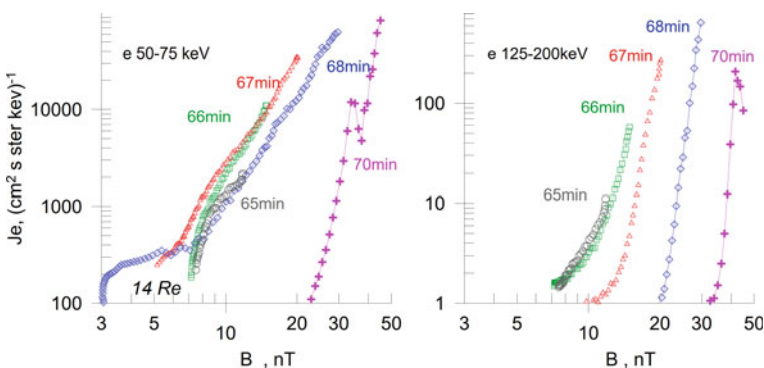 e 50-75 keV
67min
68min
66min
65min
70min
14 Re
Je, (cm² s ster kev)⁻¹
10000
1000
100
3
5
10
20
30
50
B , nT
e 125-200keV
67min
68min
70min
66min
65min
100
10
1
3
5
10
20
30
50
B , nT